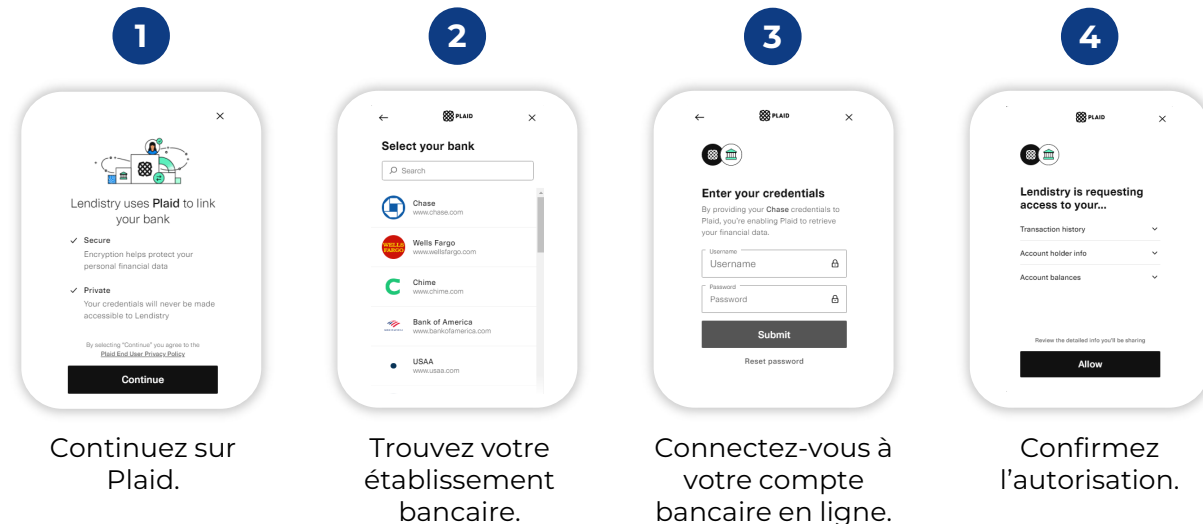 1
Lendistry uses Plaid to link
your bank
Secure
Encryption helps protect your
personal financial data
Private
Your credentials will never be made
accessible to Lendistry
By selecting "Continue" you agree to the
Plaid End User Privacy Policy
Continue
Continuez sur
Plaid.
2
PLAID
Select your bank
Search
Chase
www.chase.com
WELLS
FARGO
Wells Fargo
www.wellsfargo.com
Chime
www.chime.com
Bank of America
www.bankofamerica.com
USAA
www.usaa.com
Trouvez votre
établissement
bancaire.
3
PLAID
Enter your credentials
By providing your Chase credentials to
Plaid, you're enabling Plaid to retrieve
your financial data.
Username
Username
Password
Password
Submit
Reset password
Connectez-vous à
votre compte
bancaire en ligne.
4
PLAID
Lendistry is requesting
access to your...
Transaction history
Account holder info
Account balances
Review the detailed info you'll be sharing
Allow
Confirmez
l’autorisation.